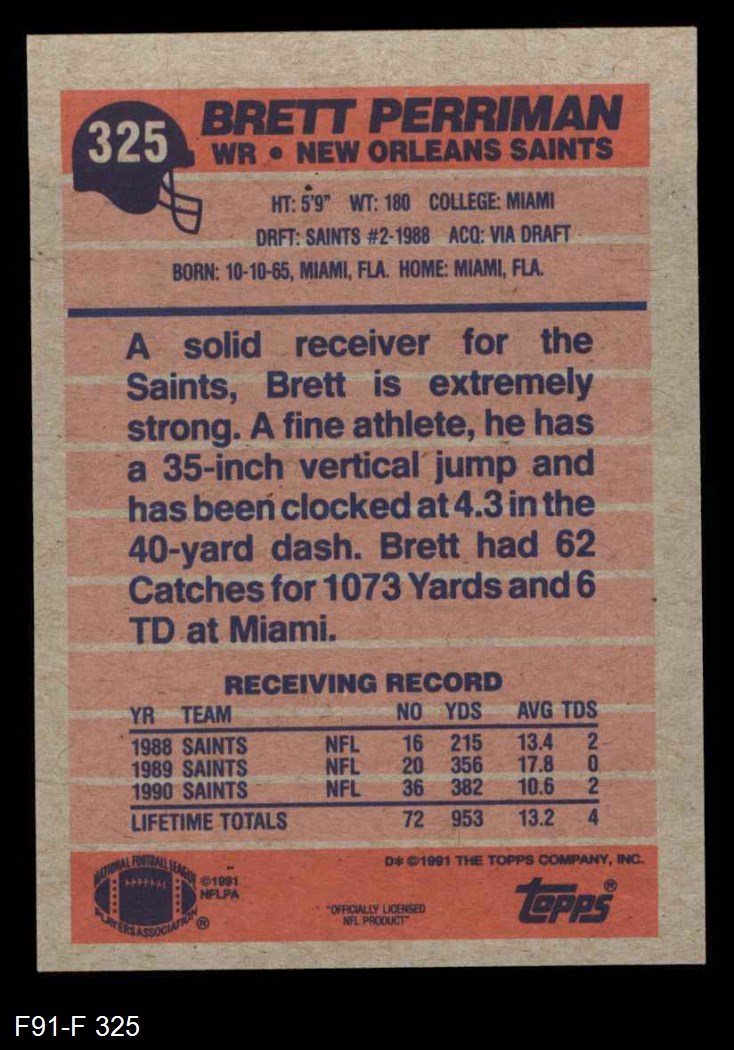 325
BRETT PERRIMAN
WR • NEW ORLEANS SAINTS
HT: 5'9" WT: 180 COLLEGE: MIAMI
DRFT: SAINTS #2-1988 ACQ: VIA DRAFT
BORN: 10-10-65, MIAMI, FLA. HOME: MIAMI, FLA.
A solid receiver for the
Saints, Brett is extremely
strong. A fine athlete, he has
a 35-inch vertical jump and
has been clocked at 4.3 in the
40-yard dash. Brett had 62
Catches for 1073 Yards and 6
TD at Miami.
RECEIVING RECORD
YR TEAM NO YDS AVG TDS
1988 SAINTS NFL 16 215 13.4 2
1989 SAINTS NFL 20 356 17.8 0
1990 SAINTS NFL 36 382 10.6 2
LIFETIME TOTALS 72 953 13.2 4
D* ©1991 THE TOPPS COMPANY, INC.
NATIONAL FOOTBALL LEAGUE
PLAYERS ASSOCIATION ®
©1991
NFLPA
"OFFICIALLY LICENSED
NFL PRODUCT"
Topps®
F91-F 325